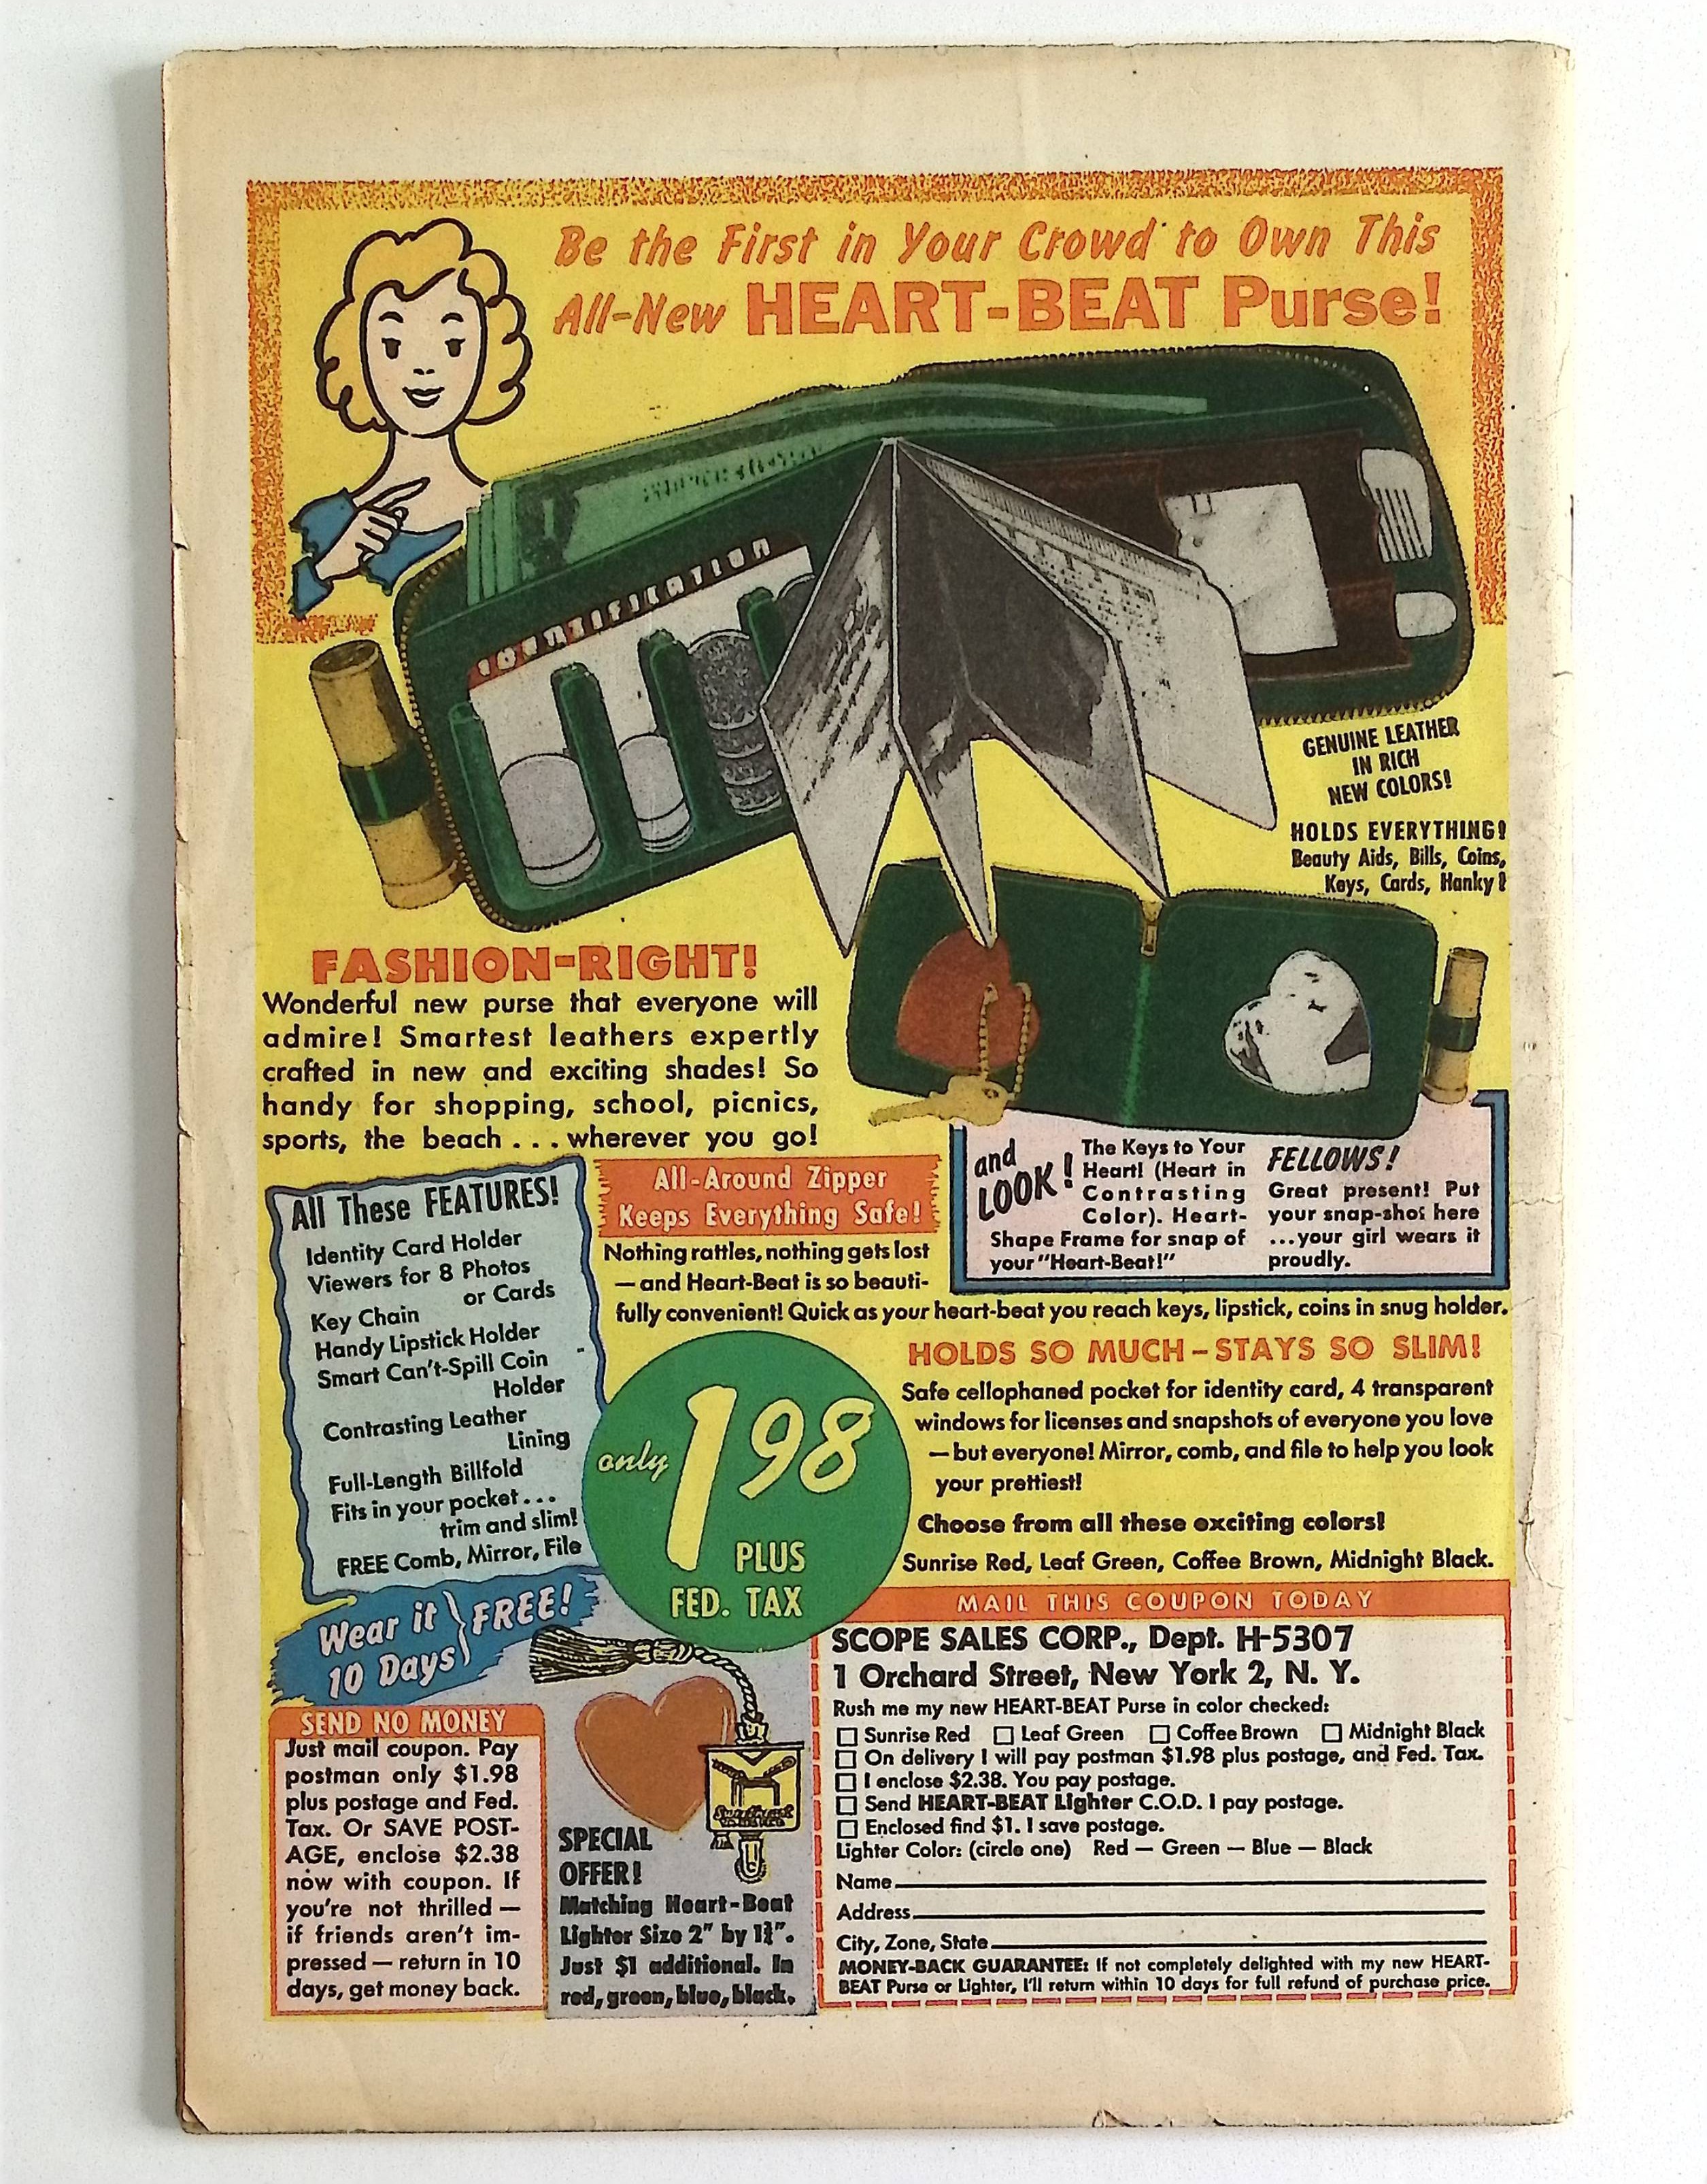 Be the First in Your Crowd to Own This
All-New HEART-BEAT Purse!
IDENTIFICATION
GENUINE LEATHER
IN RICH
NEW COLORS!
HOLDS EVERYTHING!
Beauty Aids, Bills, Coins,
Keys, Cards, Hanky!
FASHION-RIGHT!
Wonderful new purse that everyone will
admire! Smartest leathers expertly
crafted in new and exciting shades! So
handy for shopping, school, picnics,
sports, the beach . . . wherever you go!
and
LOOK!
The Keys to Your
Heart! (Heart in
Contrasting
Color). Heart-
Shape Frame for snap of
your "Heart-Beat!"
FELLOWS!
Great present! Put
your snap-shot here
...your girl wears it
proudly.
All These FEATURES!
Identity Card Holder
Viewers for 8 Photos
or Cards
Key Chain
Handy Lipstick Holder
Smart Can't-Spill Coin
Holder
Contrasting Leather
Lining
Full-Length Billfold
Fits in your pocket...
trim and slim!
FREE Comb, Mirror, File
All-Around Zipper
Keeps Everything Safe!
Nothing rattles, nothing gets lost
—and Heart-Beat is so beauti-
fully convenient! Quick as your heart-beat you reach keys, lipstick, coins in snug holder.
only 1 98
PLUS
FED. TAX
HOLDS SO MUCH—STAYS SO SLIM!
Safe cellophaned pocket for identity card, 4 transparent
windows for licenses and snapshots of everyone you love
—but everyone! Mirror, comb, and file to help you look
your prettiest!
Choose from all these exciting colors!
Sunrise Red, Leaf Green, Coffee Brown, Midnight Black.
Wear it
10 Days
FREE!
SEND NO MONEY
Just mail coupon. Pay
postman only $1.98
plus postage and Fed.
Tax. Or SAVE POST-
AGE, enclose $2.38
now with coupon. If
you're not thrilled —
if friends aren't im-
pressed — return in 10
days, get money back.
SPECIAL
OFFER!
Matching Heart-Beat
Lighter Size 2" by 1¾".
Just $1 additional. In
red, green, blue, black.
MAIL THIS COUPON TODAY
SCOPE SALES CORP., Dept. H-5307
1 Orchard Street, New York 2, N. Y.
Rush me my new HEART-BEAT Purse in color checked:
☐ Sunrise Red ☐ Leaf Green ☐ Coffee Brown ☐ Midnight Black
☐ On delivery I will pay postman $1.98 plus postage, and Fed. Tax.
☐ I enclose $2.38. You pay postage.
☐ Send HEART-BEAT Lighter C.O.D. I pay postage.
☐ Enclosed find $1. I save postage.
Lighter Color: (circle one) Red — Green — Blue — Black
Name
Address
City, Zone, State
MONEY-BACK GUARANTEE: If not completely delighted with my new HEART-
BEAT Purse or Lighter, I'll return within 10 days for full refund of purchase price.